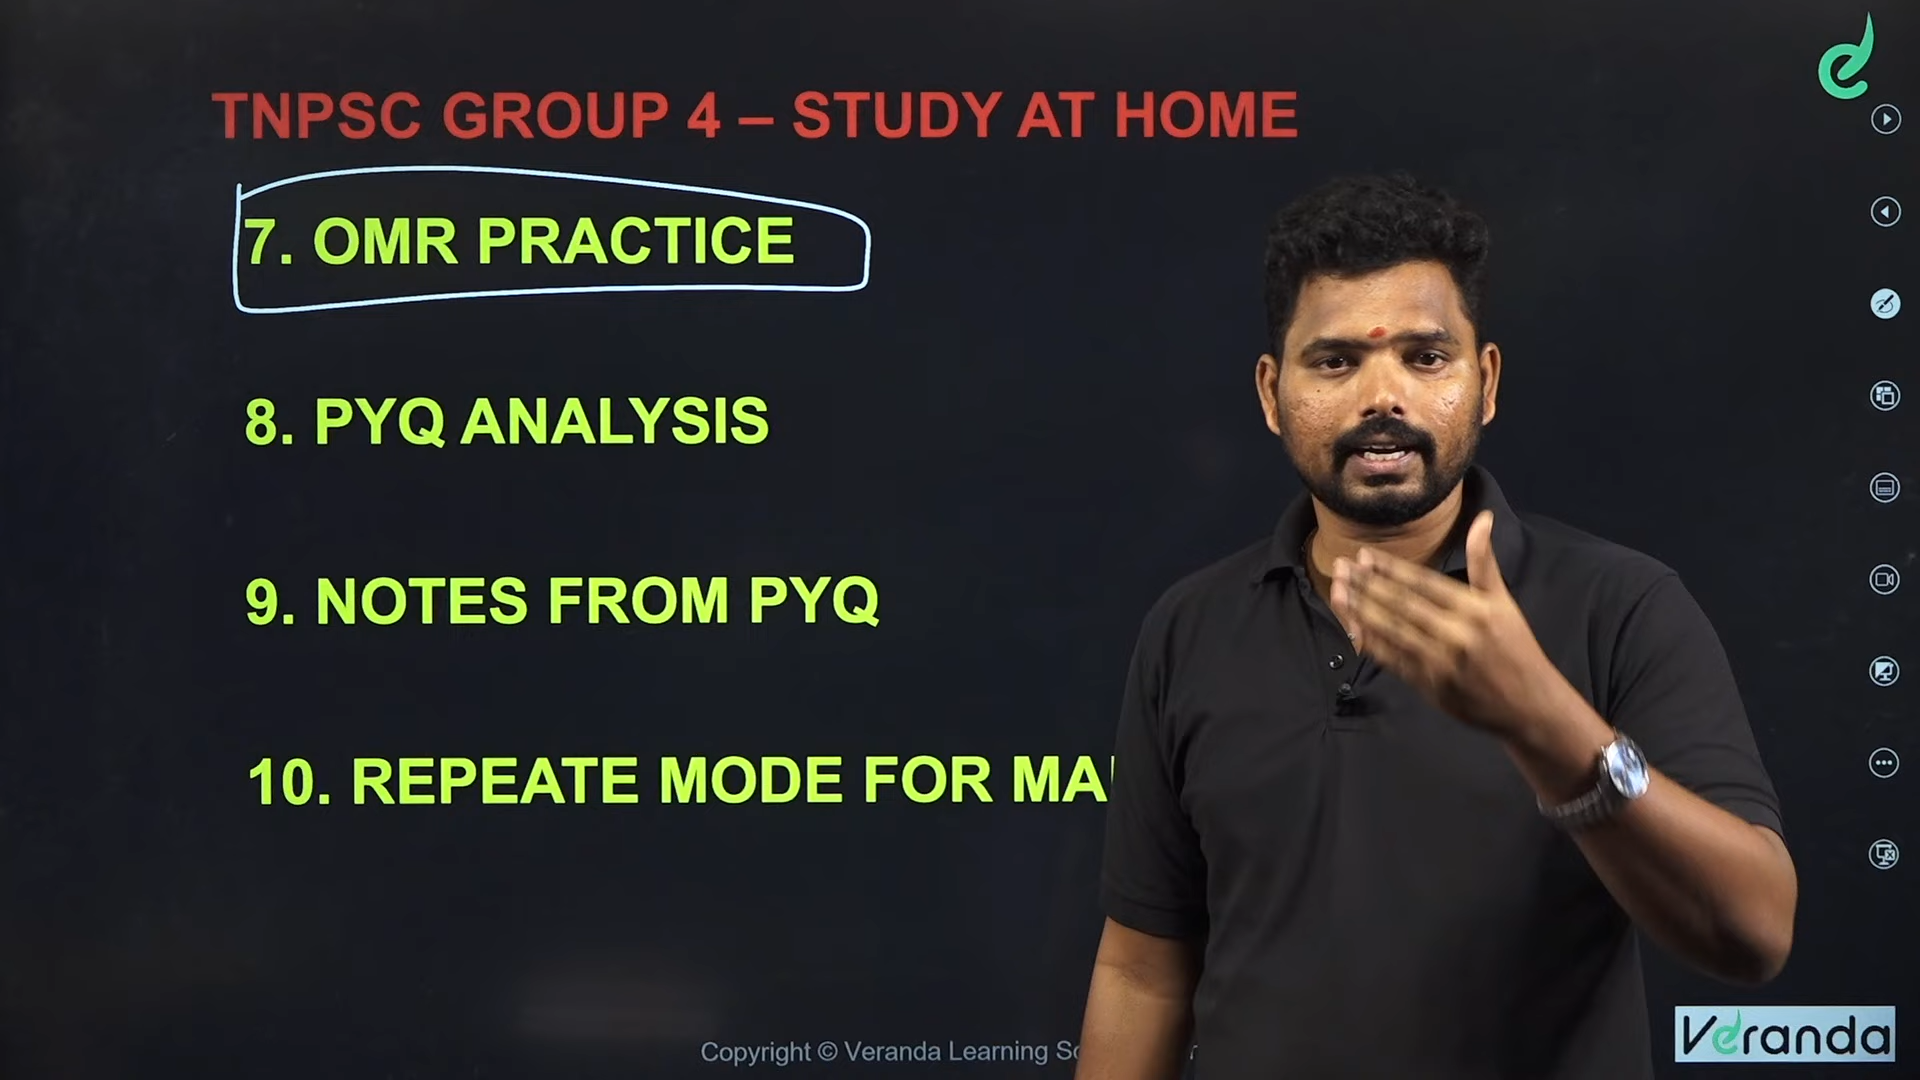 TNPSC GROUP 4 – STUDY AT HOME
7. OMR PRACTICE
8. PYQ ANALYSIS
9. NOTES FROM PYQ
10. REPEATE MODE FOR
Copyright © Veranda Learning
Veranda